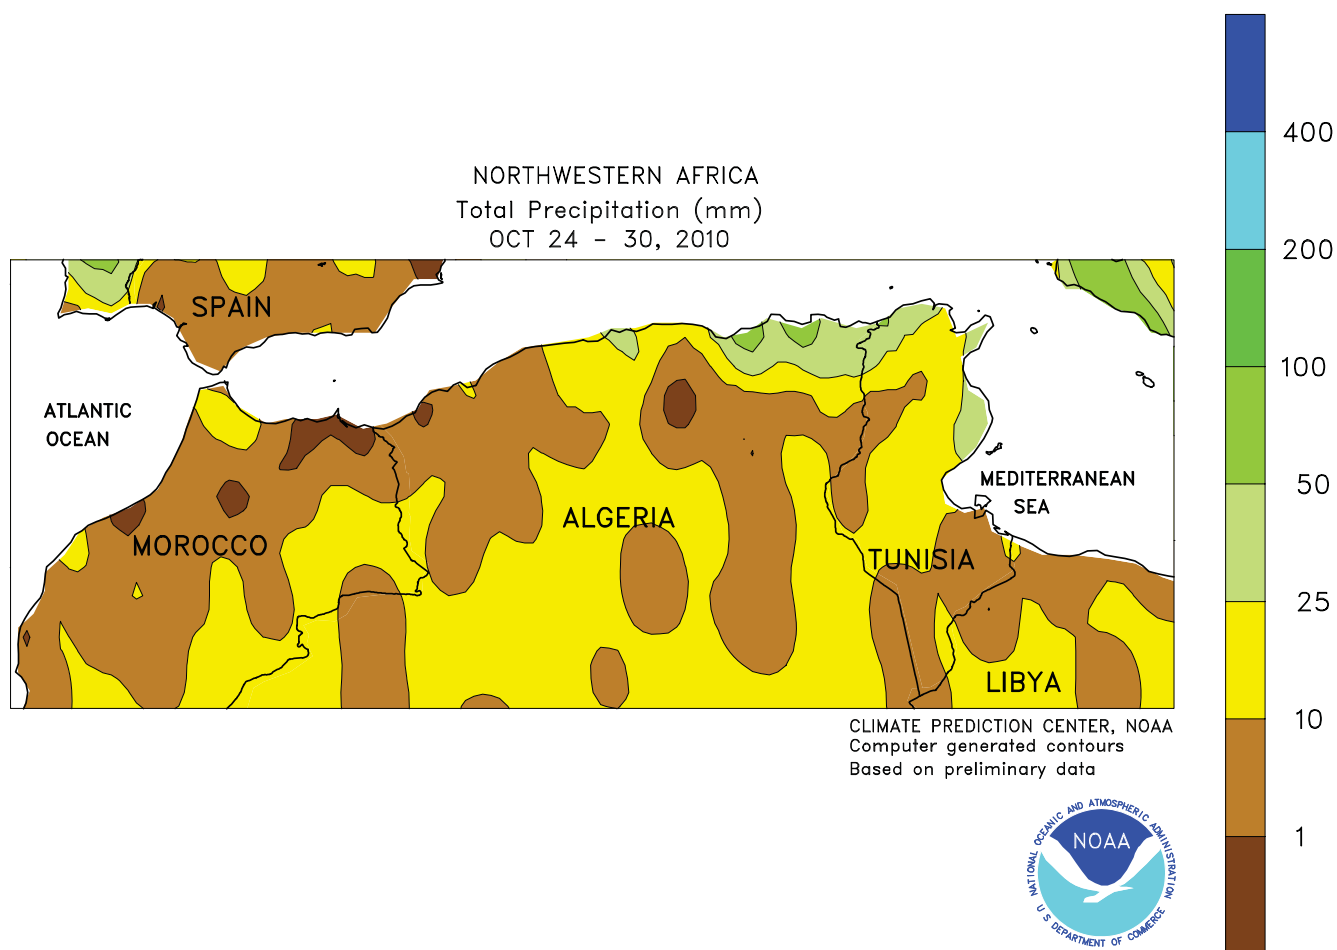 NORTHWESTERN AFRICA
Total Precipitation (mm)
OCT 24 - 30, 2010
SPAIN
ATLANTIC
OCEAN
MEDITERRANEAN
SEA
MOROCCO
ALGERIA
TUNISIA
LIBYA
400
200
100
50
25
10
1
CLIMATE PREDICTION CENTER, NOAA
Computer generated contours
Based on preliminary data
NATIONAL OCEANIC AND ATMOSPHERIC ADMINISTRATION
NOAA
U S DEPARTMENT OF COMMERCE